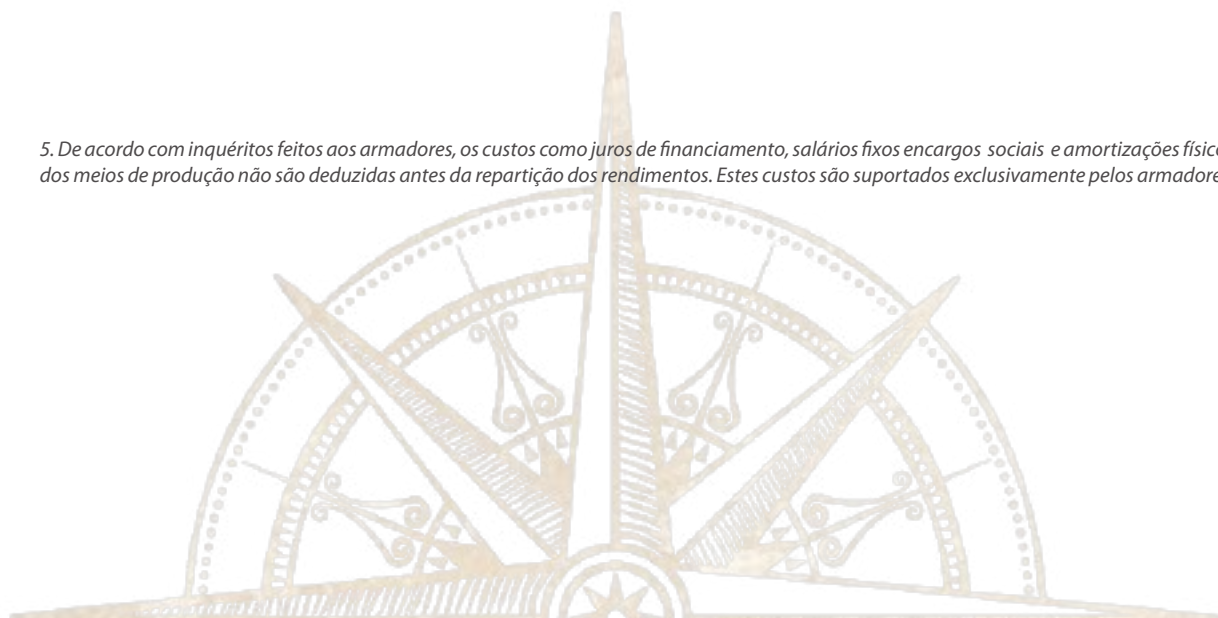 5. De acordo com inquéritos feitos aos armadores, os custos como juros de financiamento, salários fixos encargos sociais e amortizações físic
dos meios de produção não são deduzidas antes da repartição dos rendimentos. Estes custos são suportados exclusivamente pelos armadore